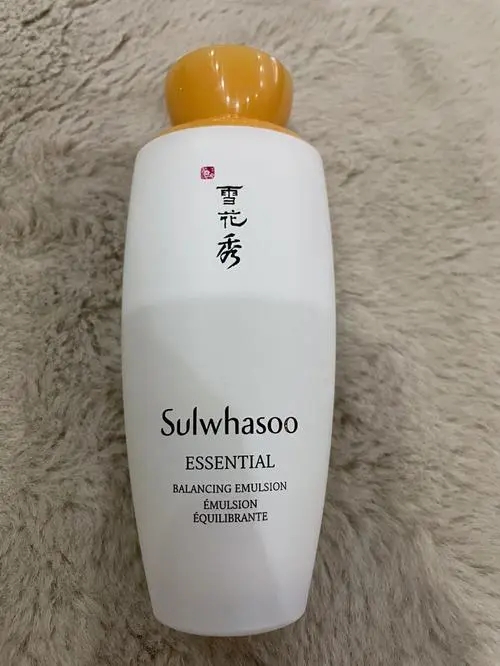 雪花秀
Sulwhasoo
ESSENTIAL
BALANCING EMULSION
ÉMULSION
ÉQUILIBRANTE